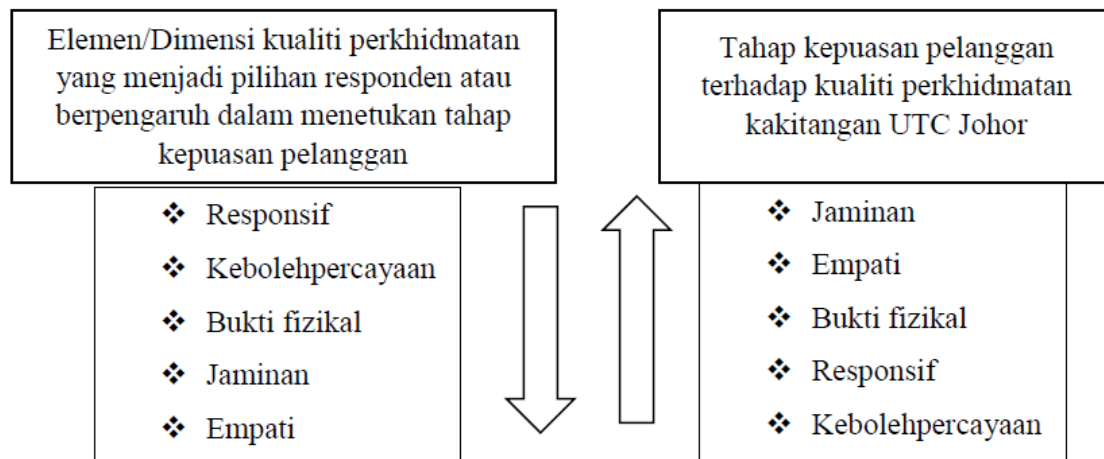 Elemen/Dimensi kualiti perkhidmatan
yang menjadi pilihan responden atau
berpengaruh dalam menetukan tahap
kepuasan pelanggan
❖ Responsif
❖ Kebolehpercayaan
❖ Bukti fizikal
❖ Jaminan
❖ Empati
Tahap kepuasan pelanggan
terhadap kualiti perkhidmatan
kakitangan UTC Johor
❖ Jaminan
❖ Empati
❖ Bukti fizikal
❖ Responsif
❖ Kebolehpercayaan